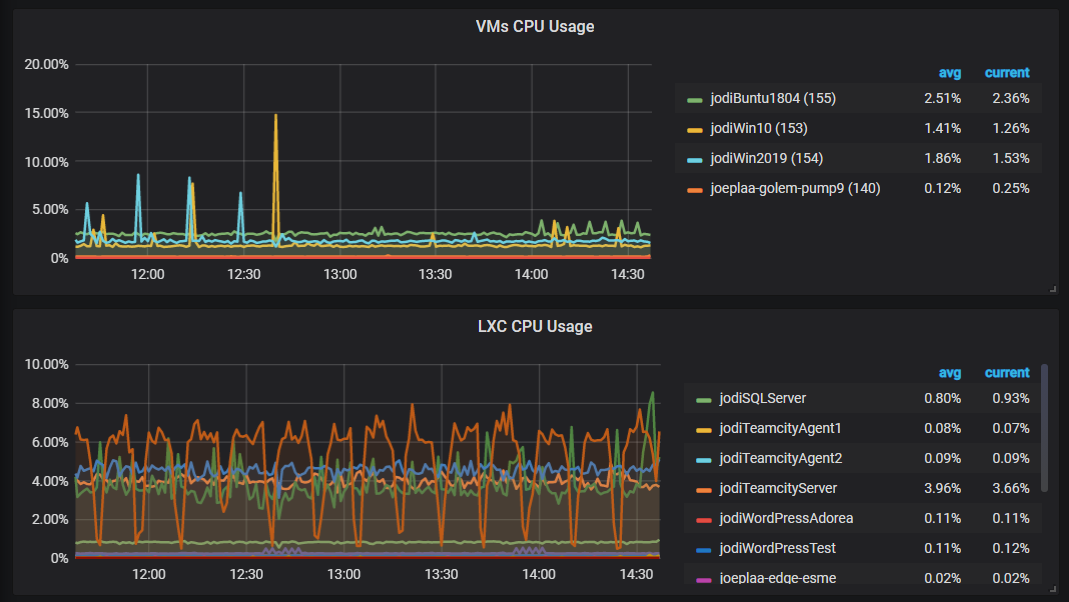 VMs CPU Usage
20.00%
15.00%
10.00%
5.00%
0%
12:00 12:30 13:00 13:30 14:00 14:30
avg current
jodiBuntu1804 (155) 2.51% 2.36%
jodiWin10 (153) 1.41% 1.26%
jodiWin2019 (154) 1.86% 1.53%
joeplaa-golem-pump9 (140) 0.12% 0.25%
LXC CPU Usage
10.00%
8.00%
6.00%
4.00%
2.00%
0%
12:00 12:30 13:00 13:30 14:00 14:30
avg current
jodiSQLServer 0.80% 0.93%
jodiTeamcityAgent1 0.08% 0.07%
jodiTeamcityAgent2 0.09% 0.09%
jodiTeamcityServer 3.96% 3.66%
jodiWordPressAdorea 0.11% 0.11%
jodiWordPressTest 0.11% 0.12%
joeplaa-edge-esme 0.02% 0.02%